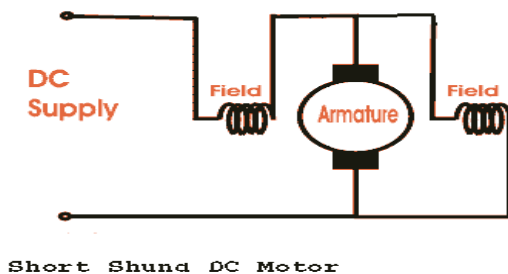 DC
Supply
Field
Armature
Field
Short Shund DC Motor